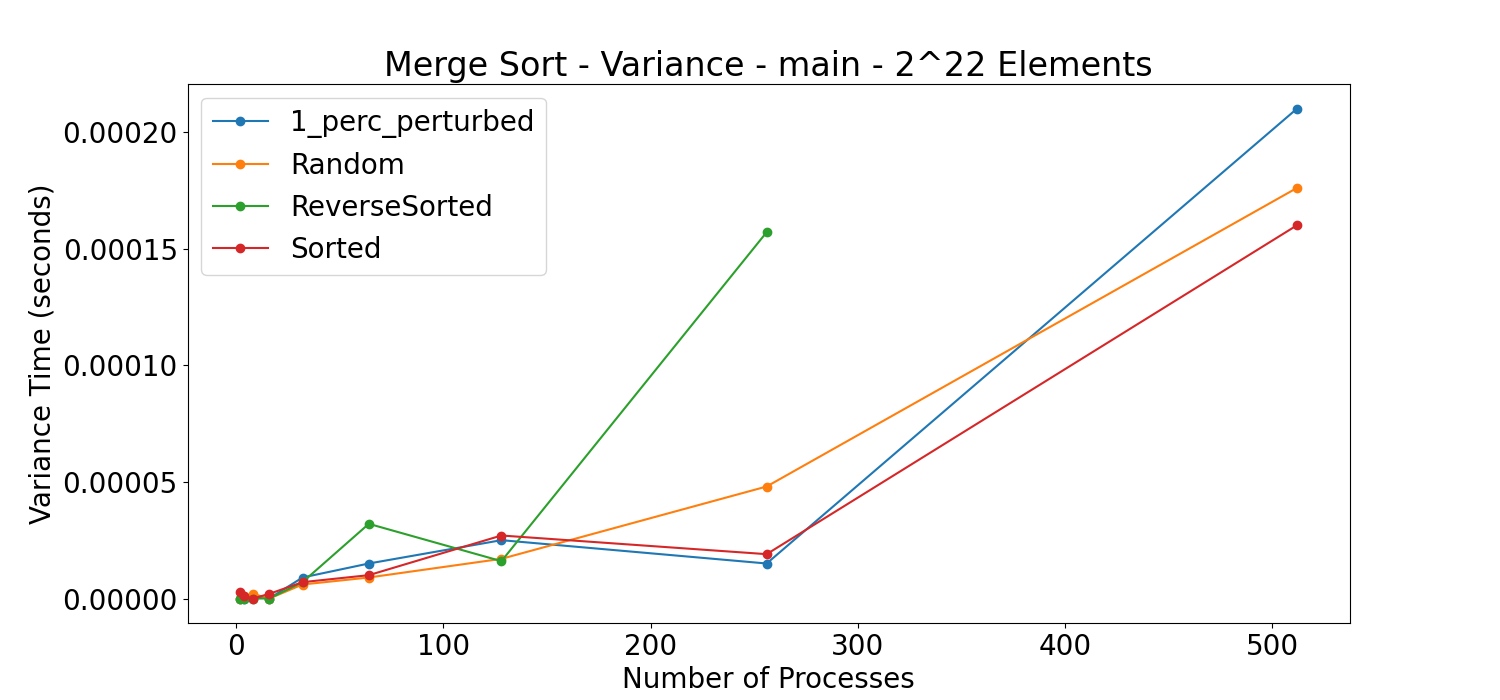 Merge Sort - Variance - main - 2^22 Elements
1_perc_perturbed
Random
ReverseSorted
Sorted
Variance Time (seconds)
0.00020
0.00015
0.00010
0.00005
0.00000
0 100 200 300 400 500
Number of Processes